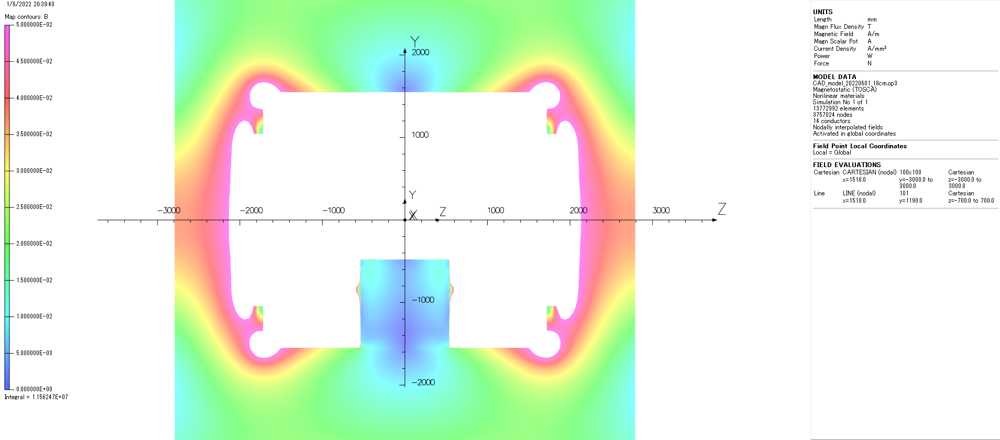 1/6/2022 20:39:40
Map contours: B
5.000000E-02
4.500000E-02
4.000000E-02
3.500000E-02
3.000000E-02
2.500000E-02
2.000000E-02
1.500000E-02
1.000000E-02
5.000000E-03
0.000000E+00
Integral = 1.156247E+07
Y
2000
1000
Y
X
Z
-3000 -2000 -1000 1000 2000 3000 Z
-1000
-2000
UNITS
Length mm
Magn Flux Density T
Magnetic Field A/m
Magn Scalar Pot A
Current Density A/mm²
Power W
Force N
MODEL DATA
CAD_model_20220601_18cm.op3
Magnetostatic (TOSCA)
Nonlinear materials
Simulation No 1 of 1
13772992 elements
3757024 nodes
14 conductors
Nodally interpolated fields
Activated in global coordinates
Field Point Local Coordinates
Local = Global
FIELD EVALUATIONS
Cartesian CARTESIAN (nodal) 100x100 Cartesian
x=1518.0 y=-3000.0 to 3000.0 z=-3000.0 to 3000.0
Line LINE (nodal) 101 Cartesian
x=1518.0 y=1190.0 z=-700.0 to 700.0